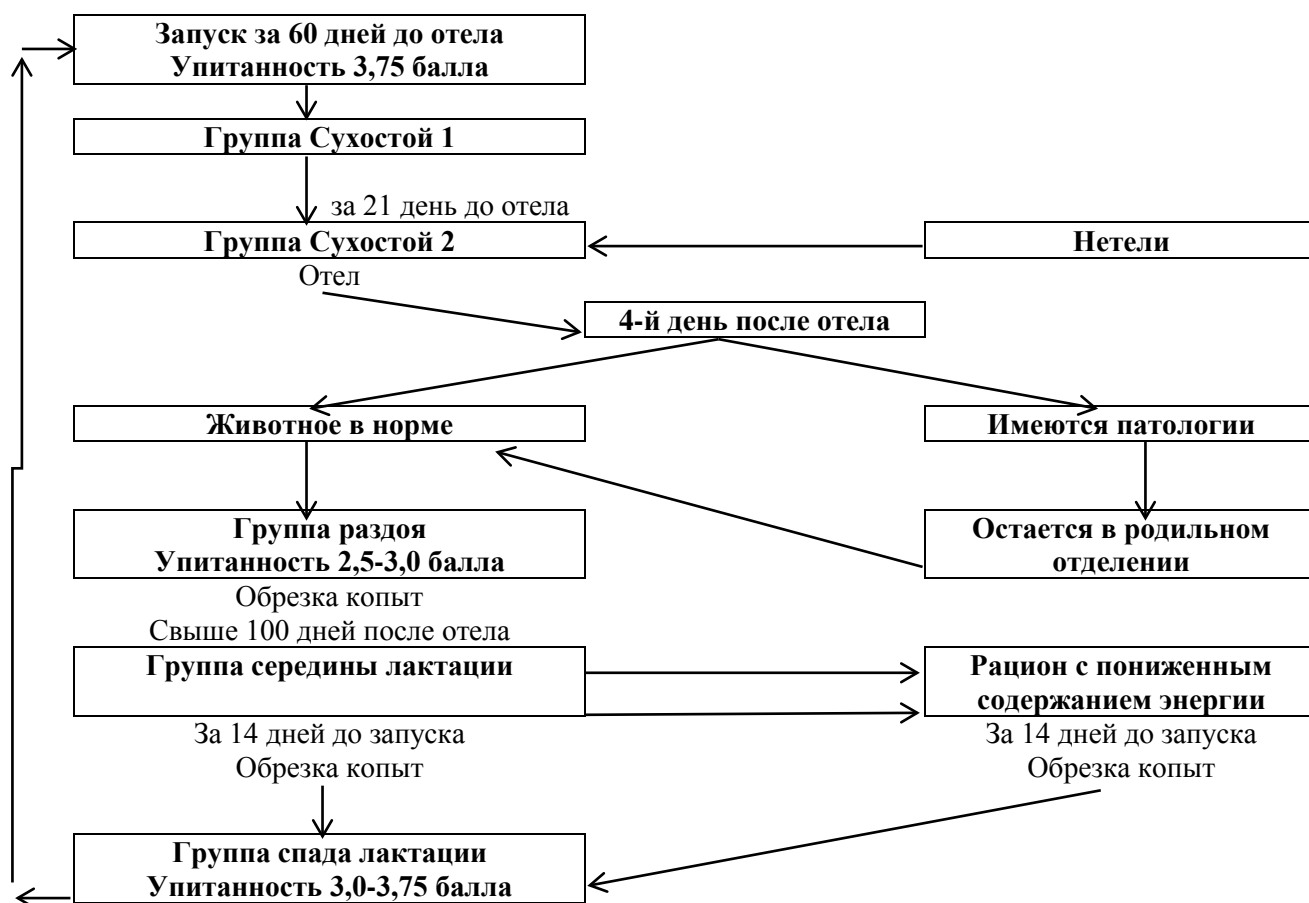 Запуск за 60 дней до отела
Упитанность 3,75 балла
Группа Сухостой 1
за 21 день до отела
Группа Сухостой 2
Нетели
Отел
4-й день после отела
Животное в норме
Имеются патологии
Группа раздоя
Упитанность 2,5-3,0 балла
Остается в родильном
отделении
Обрезка копыт
Свыше 100 дней после отела
Группа середины лактации
Рацион с пониженным
содержанием энергии
За 14 дней до запуска
Обрезка копыт
За 14 дней до запуска
Обрезка копыт
Группа спада лактации
Упитанность 3,0-3,75 балла